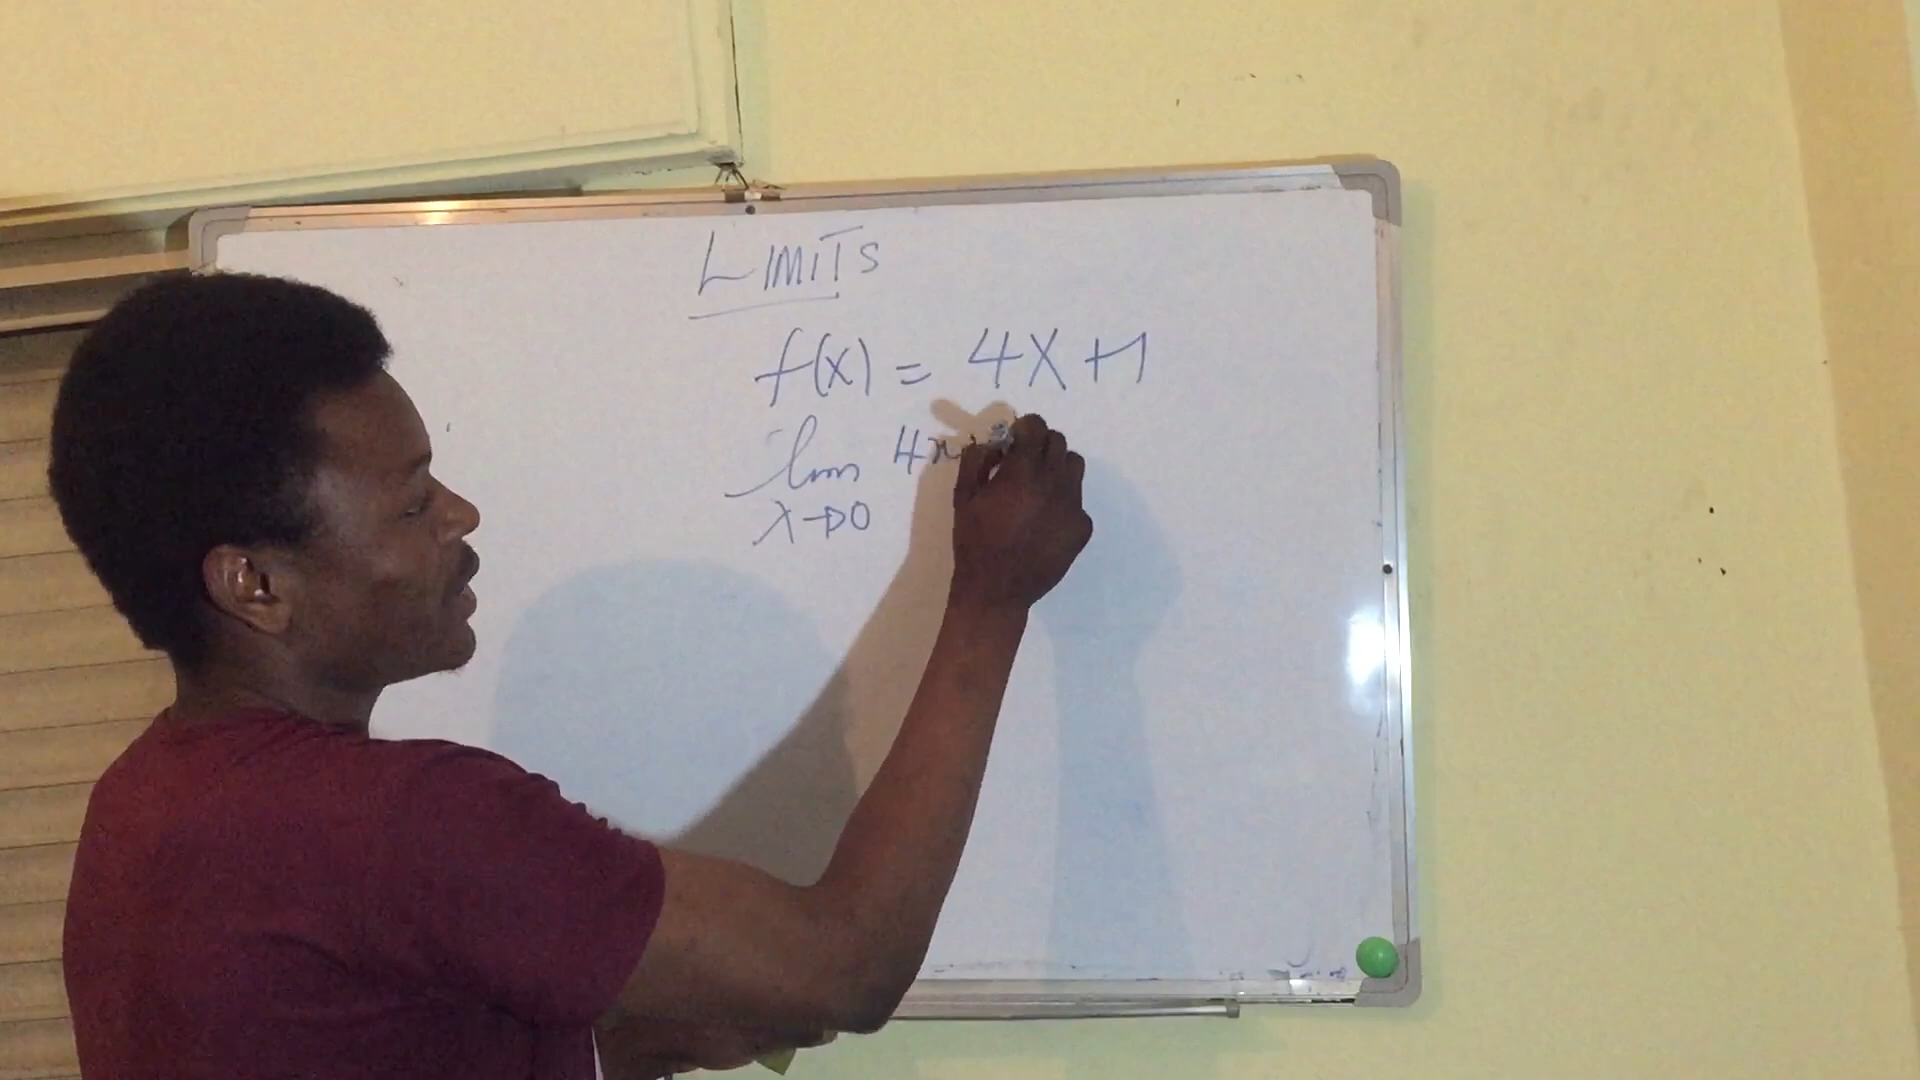 LIMITS
f(x) = 4x+1
lim 4x
x→0